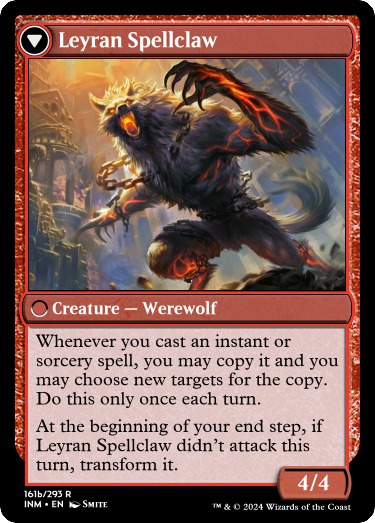 Leyran Spellclaw
Creature — Werewolf
Whenever you cast an instant or
sorcery spell, you may copy it and you
may choose new targets for the copy.
Do this only once each turn.
At the beginning of your end step, if
Leyran Spellclaw didn't attack this
turn, transform it.
4/4
161b/293 R
INM • EN Smite
™ & © 2024 Wizards of the Coast